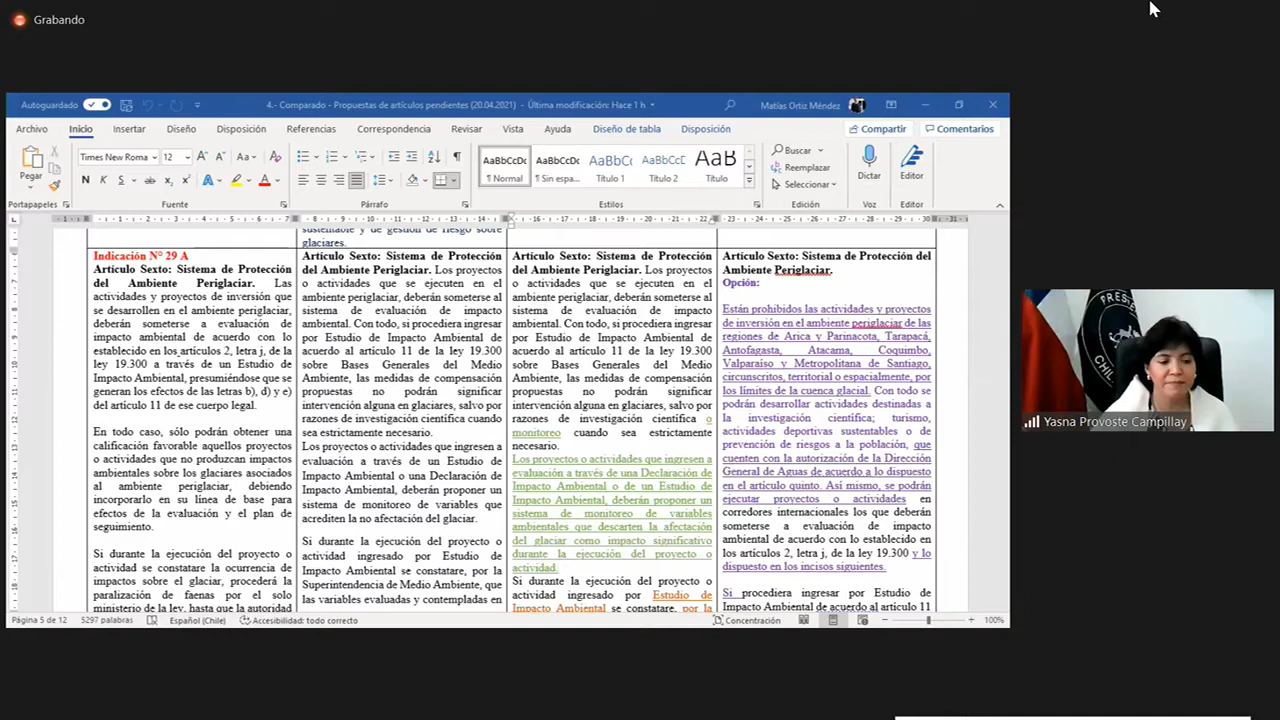 Grabando
Autoguardado
4.- Comparado - Propuestas de artículos pendientes (20.04.2021) - Última modificación: Hace 1 h
Matías Ortiz Méndez
Archivo Inicio Insertar Diseño Disposición Referencias Correspondencia Revisar Vista Ayuda Diseño de tabla Disposición Compartir Comentarios
Pegar
Times New Roma 12
N K S
AaBbCcDc AaBbCcDc AaBbCc AaBbCcD AaB
¶ Normal ¶ Sin espa... Título 1 Título 2 Título
Buscar
Reemplazar
Seleccionar
Dictar
Editor
Portapapeles Fuente Párrafo Estilos Edición Voz Editor
Indicación N° 29 A
Artículo Sexto: Sistema de Protección
del Ambiente Periglaciar. Las
actividades y proyectos de inversión que
se desarrollen en el ambiente periglaciar,
deberán someterse a evaluación de
impacto ambiental de acuerdo con lo
establecido en los artículos 2, letra j, de la
ley 19.300 a través de un Estudio de
Impacto Ambiental, presumiéndose que se
generan los efectos de las letras b), d) y e)
del artículo 11 de ese cuerpo legal.
En todo caso, sólo podrán obtener una
calificación favorable aquellos proyectos
o actividades que no produzcan impactos
ambientales sobre los glaciares asociados
al ambiente periglaciar, debiendo
incorporarlo en su línea de base para
efectos de la evaluación y el plan de
seguimiento.
Si durante la ejecución del proyecto o
actividad se constatare la ocurrencia de
impactos sobre el glaciar, procederá la
paralización de faenas por el solo
ministerio de la ley, hasta que la autoridad
sustentable y de gestión de riesgo sobre
glaciares.
Artículo Sexto: Sistema de Protección
del Ambiente Periglaciar. Los proyectos
o actividades que se ejecuten en el
ambiente periglaciar, deberán someterse al
sistema de evaluación de impacto
ambiental. Con todo, si procediera ingresar
por Estudio de Impacto Ambiental de
acuerdo al artículo 11 de la ley 19.300
sobre Bases Generales del Medio
Ambiente, las medidas de compensación
propuestas no podrán significar
intervención alguna en glaciares, salvo por
razones de investigación científica cuando
sea estrictamente necesario.
Los proyectos o actividades que ingresen a
evaluación a través de un Estudio de
Impacto Ambiental o una Declaración de
Impacto Ambiental, deberán proponer un
sistema de monitoreo de variables que
acrediten la no afectación del glaciar.
Si durante la ejecución del proyecto o
actividad ingresado por Estudio de
Impacto Ambiental se constatare, por la
Superintendencia de Medio Ambiente, que
las variables evaluadas y contempladas en
Artículo Sexto: Sistema de Protección
del Ambiente Periglaciar. Los proyectos
o actividades que se ejecuten en el
ambiente periglaciar, deberán someterse al
sistema de evaluación de impacto
ambiental. Con todo, si procediera ingresar
por Estudio de Impacto Ambiental de
acuerdo al artículo 11 de la ley 19.300
sobre Bases Generales del Medio
Ambiente, las medidas de compensación
propuestas no podrán significar
intervención alguna en glaciares, salvo por
razones de investigación científica o
monitoreo cuando sea estrictamente
necesario.
Los proyectos o actividades que ingresen a
evaluación a través de una Declaración de
Impacto Ambiental o de un Estudio de
Impacto Ambiental, deberán proponer un
sistema de monitoreo de variables
ambientales que descarten la afectación
del glaciar como impacto significativo
durante la ejecución del proyecto o
actividad.
Si durante la ejecución del proyecto o
actividad ingresado por Estudio de
Impacto Ambiental se constatare, por la
Artículo Sexto: Sistema de Protección del
Ambiente Periglaciar.
Opción:
Están prohibidos las actividades y proyectos
de inversión en el ambiente periglaciar de las
regiones de Arica y Parinacota, Tarapacá,
Antofagasta, Atacama, Coquimbo,
Valparaíso y Metropolitana de Santiago,
circunscritos, territorial o espacialmente, por
los límites de la cuenca glacial. Con todo se
podrán desarrollar actividades destinadas a
la investigación científica; turismo,
actividades deportivas sustentables o de
prevención de riesgos a la población, que
cuenten con la autorización de la Dirección
General de Aguas de acuerdo a lo dispuesto
en el artículo quinto. Así mismo, se podrán
ejecutar proyectos o actividades en
corredores internacionales los que deberán
someterse a evaluación de impacto
ambiental de acuerdo con lo establecido en
los artículos 2, letra j, de la ley 19.300 y lo
dispuesto en los incisos siguientes.
Si procediera ingresar por Estudio de
Impacto Ambiental de acuerdo al artículo 11
Yasna Provoste Campillay
Página 5 de 12 5297 palabras Español (Chile) Accesibilidad: todo correcto Concentración 100%